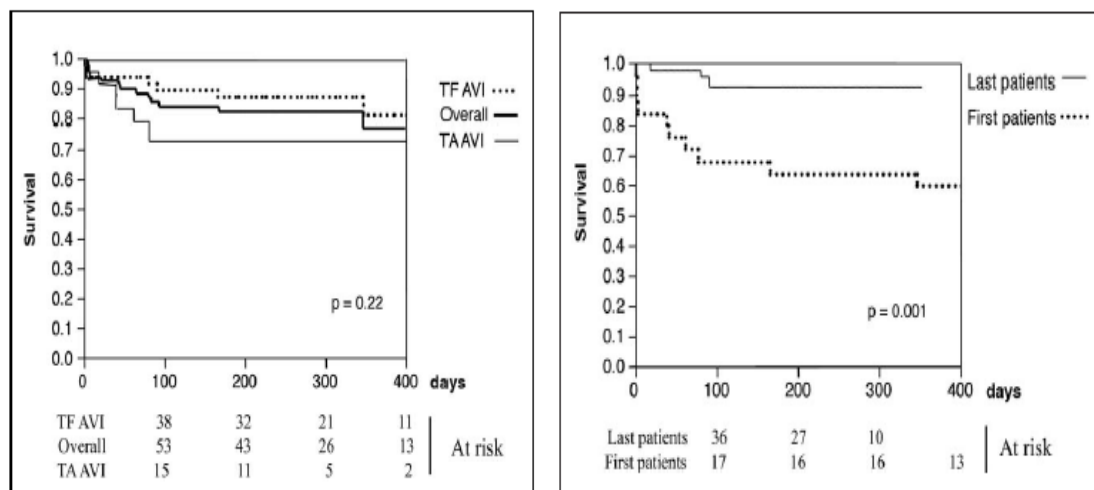 1.0
0.9
0.8
0.7
0.6
0.5
0.4
0.3
0.2
0.1
0.0
Survival
TF AVI
Overall
TA AVI
p = 0.22
0 100 200 300 400 days
TF AVI 38 32 21 11
Overall 53 43 26 13
TA AVI 15 11 5 2
At risk
1.0
0.9
0.8
0.7
0.6
0.5
0.4
0.3
0.2
0.1
0.0
Survival
Last patients
First patients
p = 0.001
0 100 200 300 400 days
Last patients 36 27 10
First patients 17 16 16 13
At risk